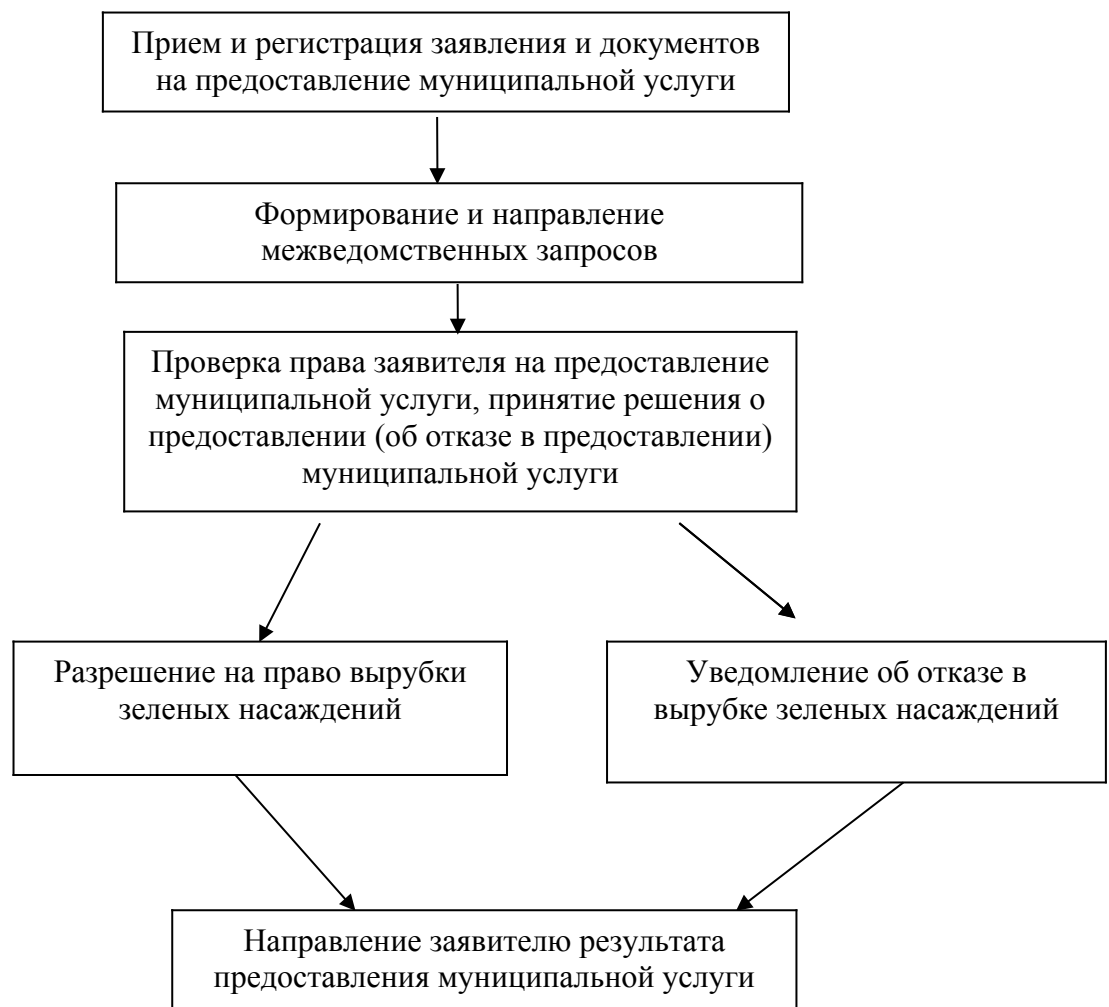 Прием и регистрация заявления и документов
на предоставление муниципальной услуги
Формирование и направление
межведомственных запросов
Проверка права заявителя на предоставление
муниципальной услуги, принятие решения о
предоставлении (об отказе в предоставлении)
муниципальной услуги
Разрешение на право вырубки
зеленых насаждений
Уведомление об отказе в
вырубке зеленых насаждений
Направление заявителю результата
предоставления муниципальной услуги